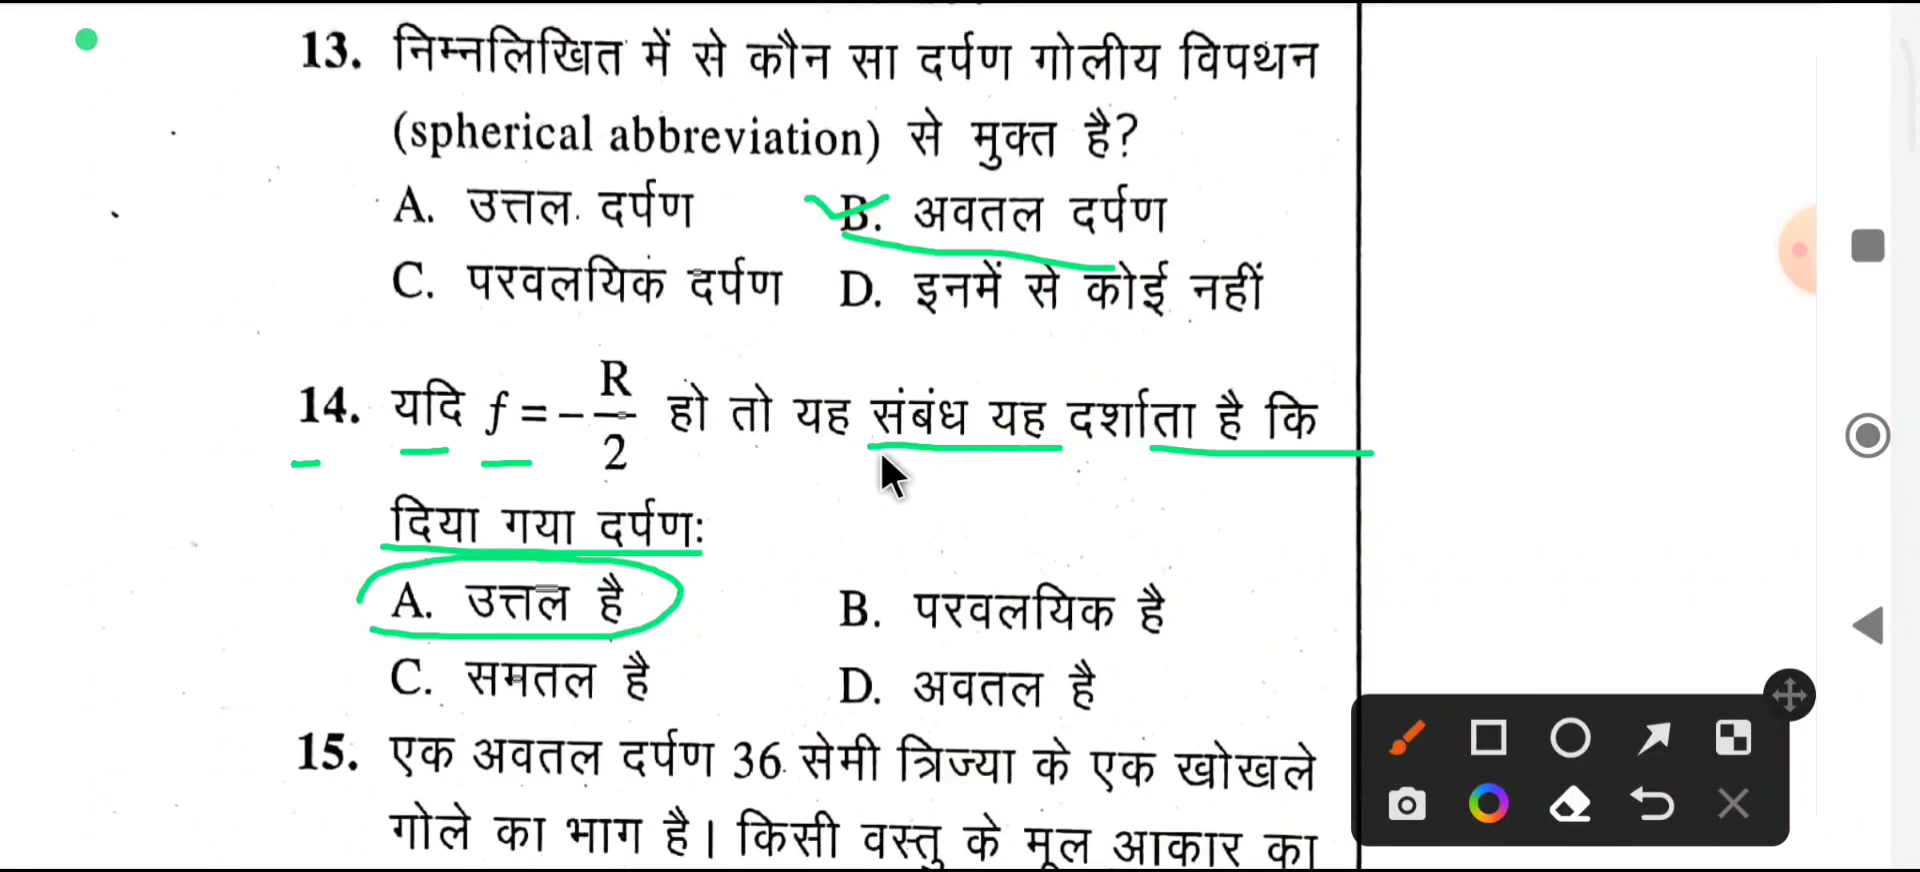 13. निम्नलिखित में से कौन सा दर्पण गोलीय विपथन
(spherical abbreviation) से मुक्त है?
A. उत्तल दर्पण B. अवतल दर्पण
C. परवलयिक दर्पण D. इनमें से कोई नहीं
14. यदि f = -R/2 हो तो यह संबंध यह दर्शाता है कि
दिया गया दर्पण:
A. उत्तल है B. परवलयिक है
C. समतल है D. अवतल है
15. एक अवतल दर्पण 36 सेमी त्रिज्या के एक खोखले
गोले का भाग है। किसी वस्तु के मूल आकार का